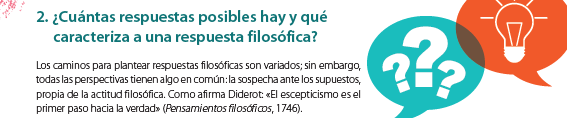 2. ¿Cuántas respuestas posibles hay y qué
caracteriza a una respuesta filosófica?
Los caminos para plantear respuestas filosóficas son variados; sin embargo,
todas las perspectivas tienen algo en común: la sospecha ante los supuestos,
propia de la actitud filosófica. Como afirma Diderot: «El escepticismo es el
primer paso hacia la verdad» (Pensamientos filosóficos, 1746).
???